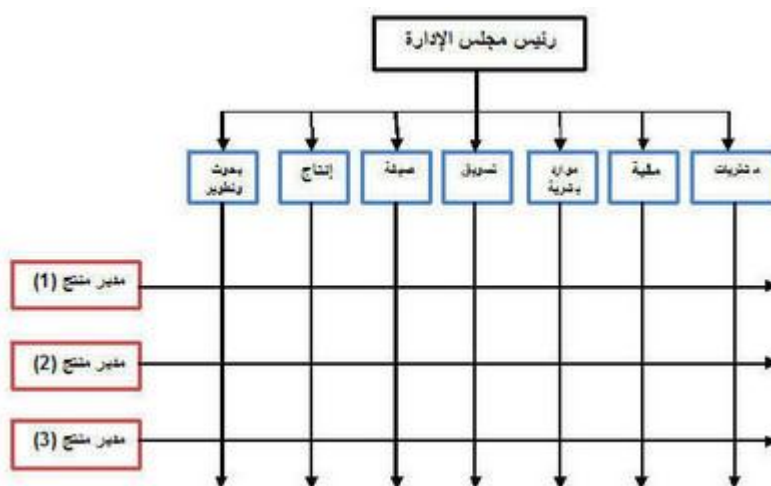 رئيس مجلس الإدارة
مشتريات
مالية
موارد
بشرية
تسويق
صيانة
إنتاج
بحوث
وتطوير
مدير منتج (1)
مدير منتج (2)
مدير منتج (3)